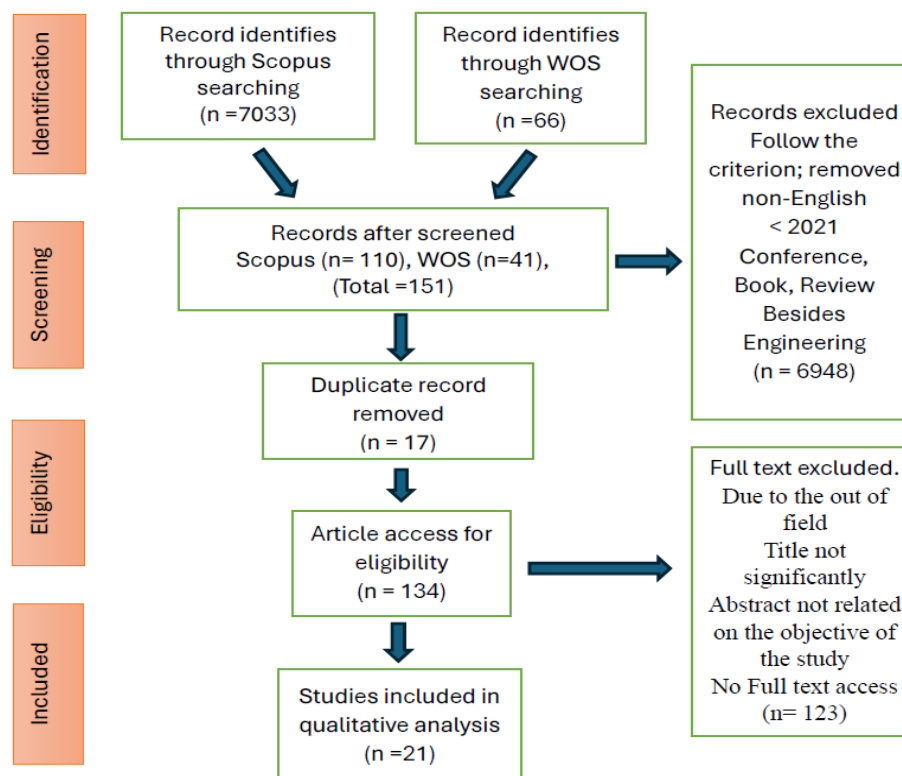 Identification
Record identifies
through Scopus
searching
(n =7033)
Record identifies
through WOS
searching
(n =66)
Records excluded
Follow the
criterion; removed
non-English
< 2021
Conference,
Book, Review
Besides
Engineering
(n = 6948)
Screening
Records after screened
Scopus (n= 110), WOS (n=41),
(Total =151)
Duplicate record
removed
(n = 17)
Eligibility
Article access for
eligibility
(n = 134)
Full text excluded.
Due to the out of
field
Title not
significantly
Abstract not related
on the objective of
the study
No Full text access
(n= 123)
Included
Studies included in
qualitative analysis
(n =21)